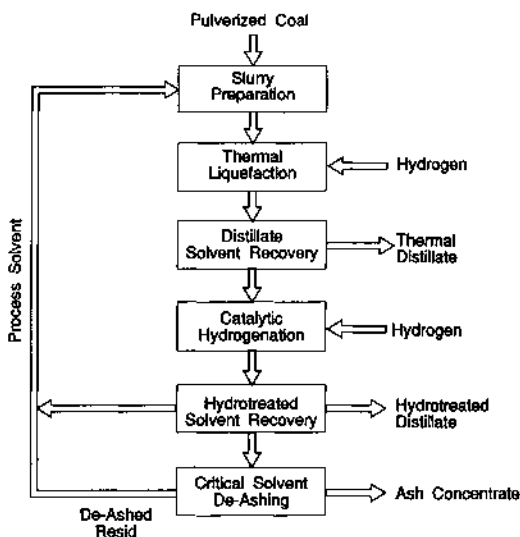 Pulverized Coal
Slurry
Preparation
Thermal
Liquefaction
Hydrogen
Distillate
Solvent Recovery
Thermal
Distillate
Process Solvent
Catalytic
Hydrogenation
Hydrogen
Hydrotreated
Solvent Recovery
Hydrotreated
Distillate
Critical Solvent
De-Ashing
Ash Concentrate
De-Ashed
Resid